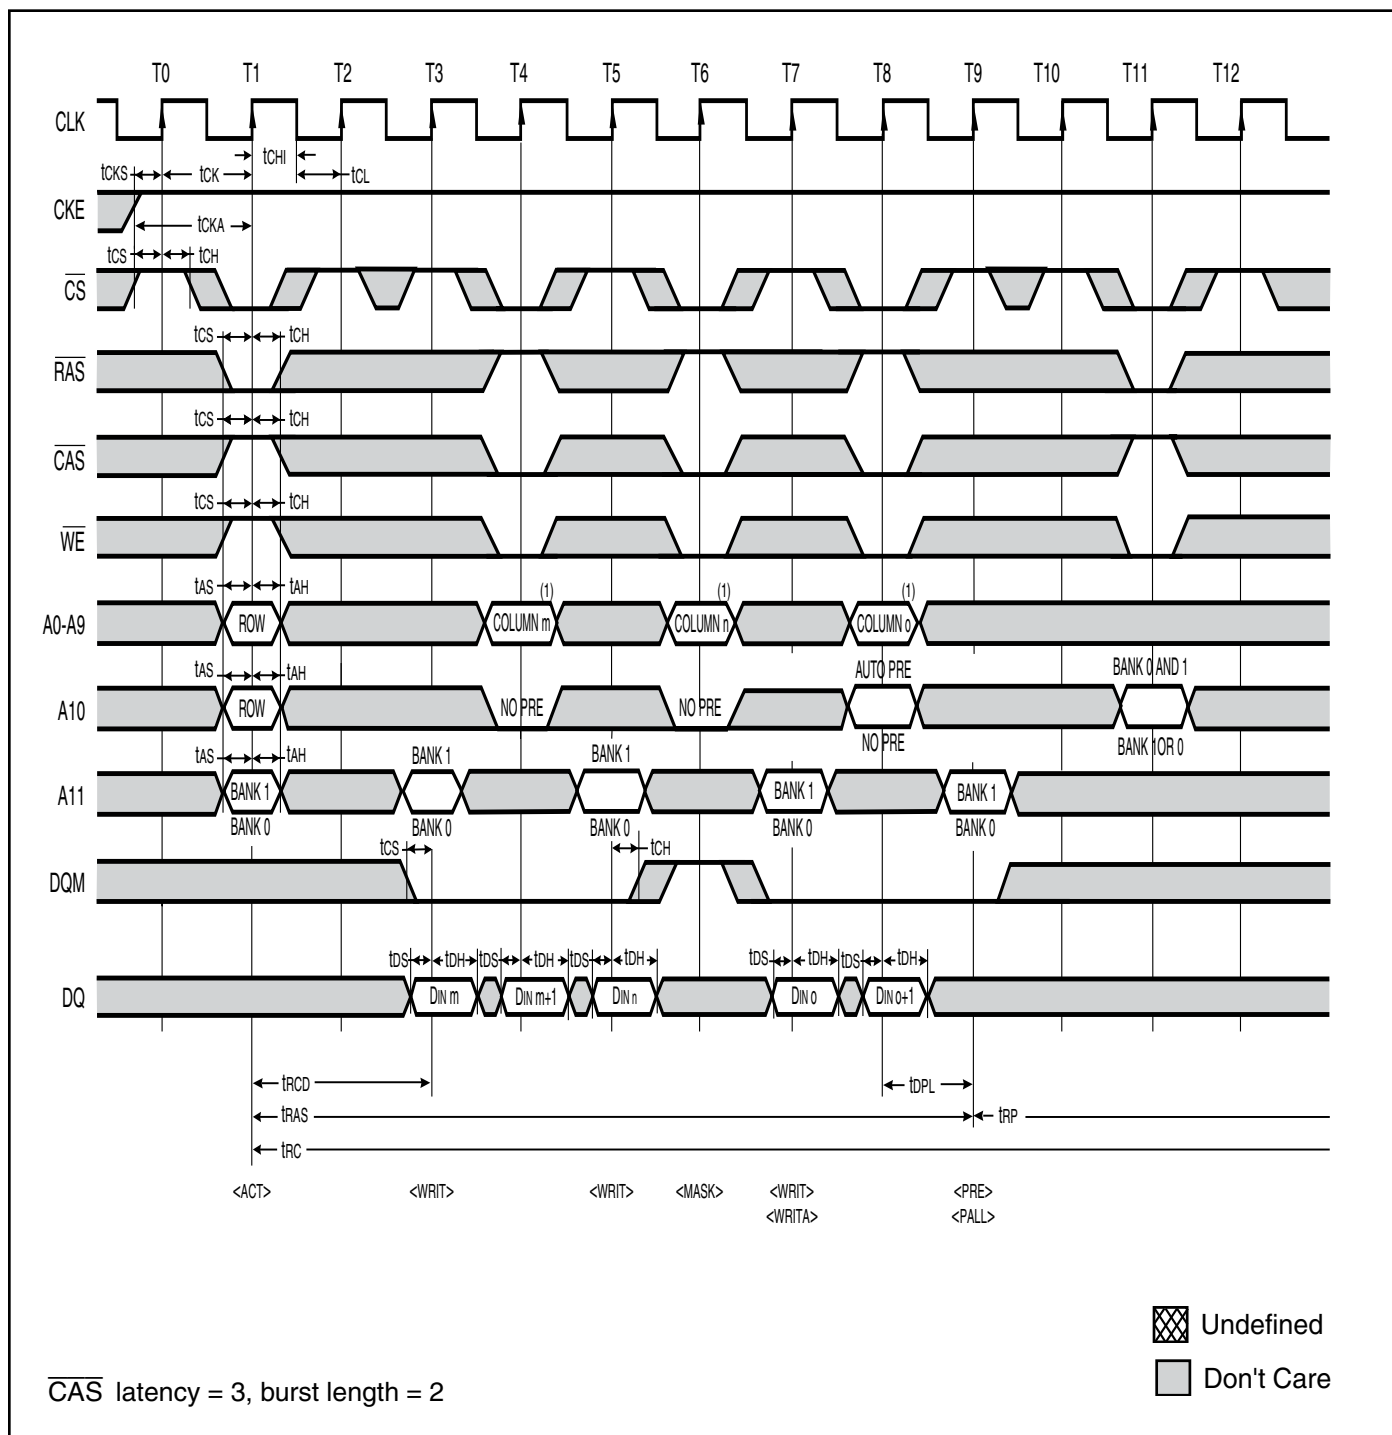 T0 T1 T2 T3 T4 T5 T6 T7 T8 T9 T10 T11 T12
CLK
tCHI
tCKS tCK tCL
CKE
tCKA
tCS tCH
CS
tCS tCH
RAS
tCS tCH
CAS
tCS tCH
WE
tAS tAH (1) (1) (1)
A0-A9 ROW COLUMN m COLUMN n COLUMN o
tAS tAH AUTO PRE BANK 0 AND 1
A10 ROW NO PRE NO PRE
NO PRE BANK 1OR 0
tAS tAH BANK 1 BANK 1
A11 BANK 1 BANK 1 BANK 1
BANK 0 BANK 0 BANK 0 BANK 0 BANK 0
tCS tCH
DQM
tDS tDH tDS tDH tDS tDH tDS tDH tDS tDH
DQ DIN m DIN m+1 DIN n DIN o DIN o+1
tRCD tDPL
tRAS tRP
tRC
<ACT> <WRIT> <WRIT> <MASK> <WRIT> <PRE>
<WRITA> <PALL>
Undefined
Don't Care
CAS latency = 3, burst length = 2